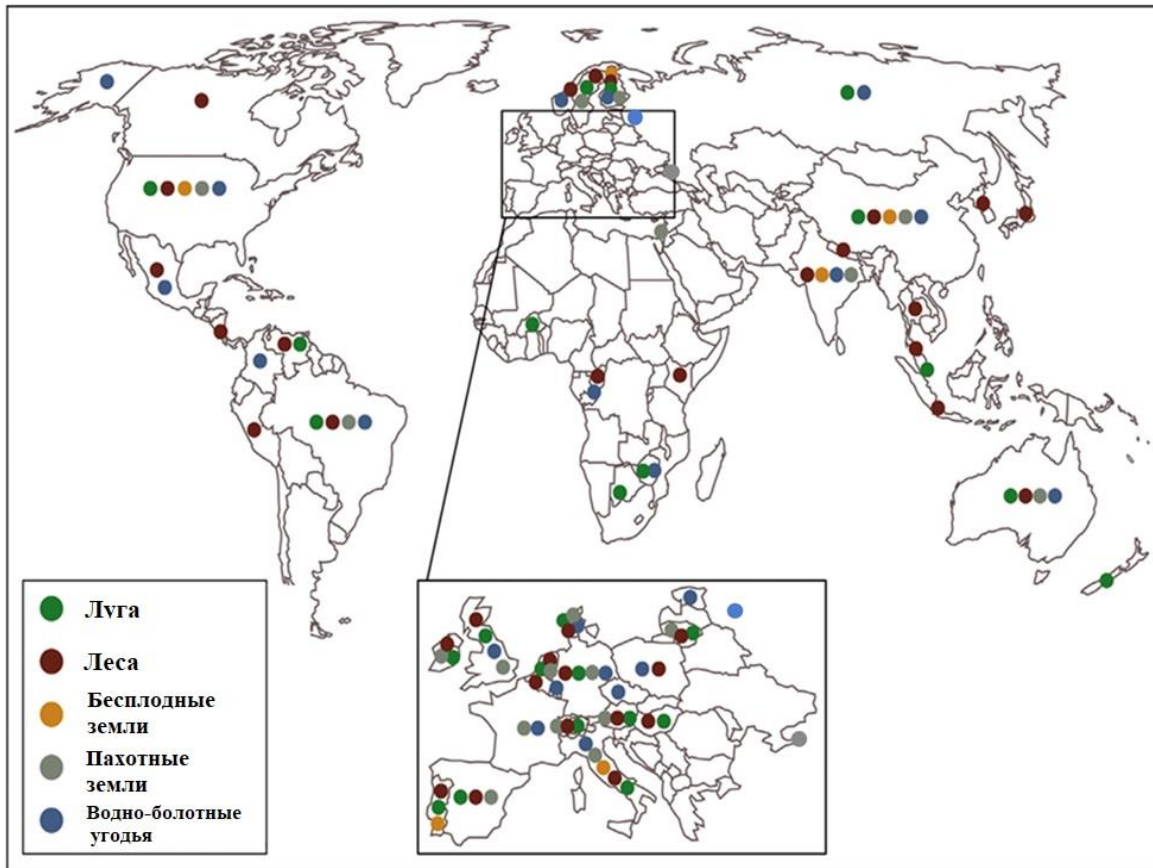 Луга
Леса
Бесплодные
земли
Пахотные
земли
Водно-болотные
угодья